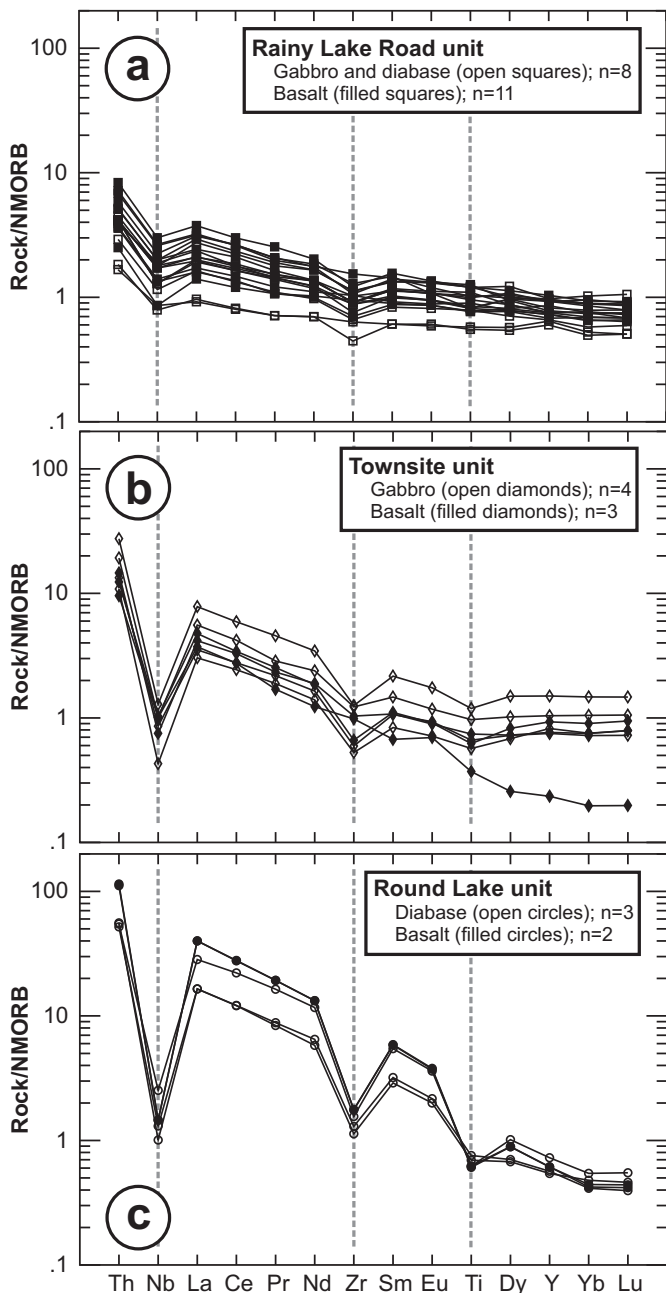 100
a
Rainy Lake Road unit
Gabbro and diabase (open squares); n=8
Basalt (filled squares); n=11
10
Rock/NMORB
1
.1
100
b
Townsite unit
Gabbro (open diamonds); n=4
Basalt (filled diamonds); n=3
10
Rock/NMORB
1
.1
Round Lake unit
Diabase (open circles); n=3
Basalt (filled circles); n=2
100
10
Rock/NMORB
1
c
.1
Th Nb La Ce Pr Nd Zr Sm Eu Ti Dy Y Yb Lu